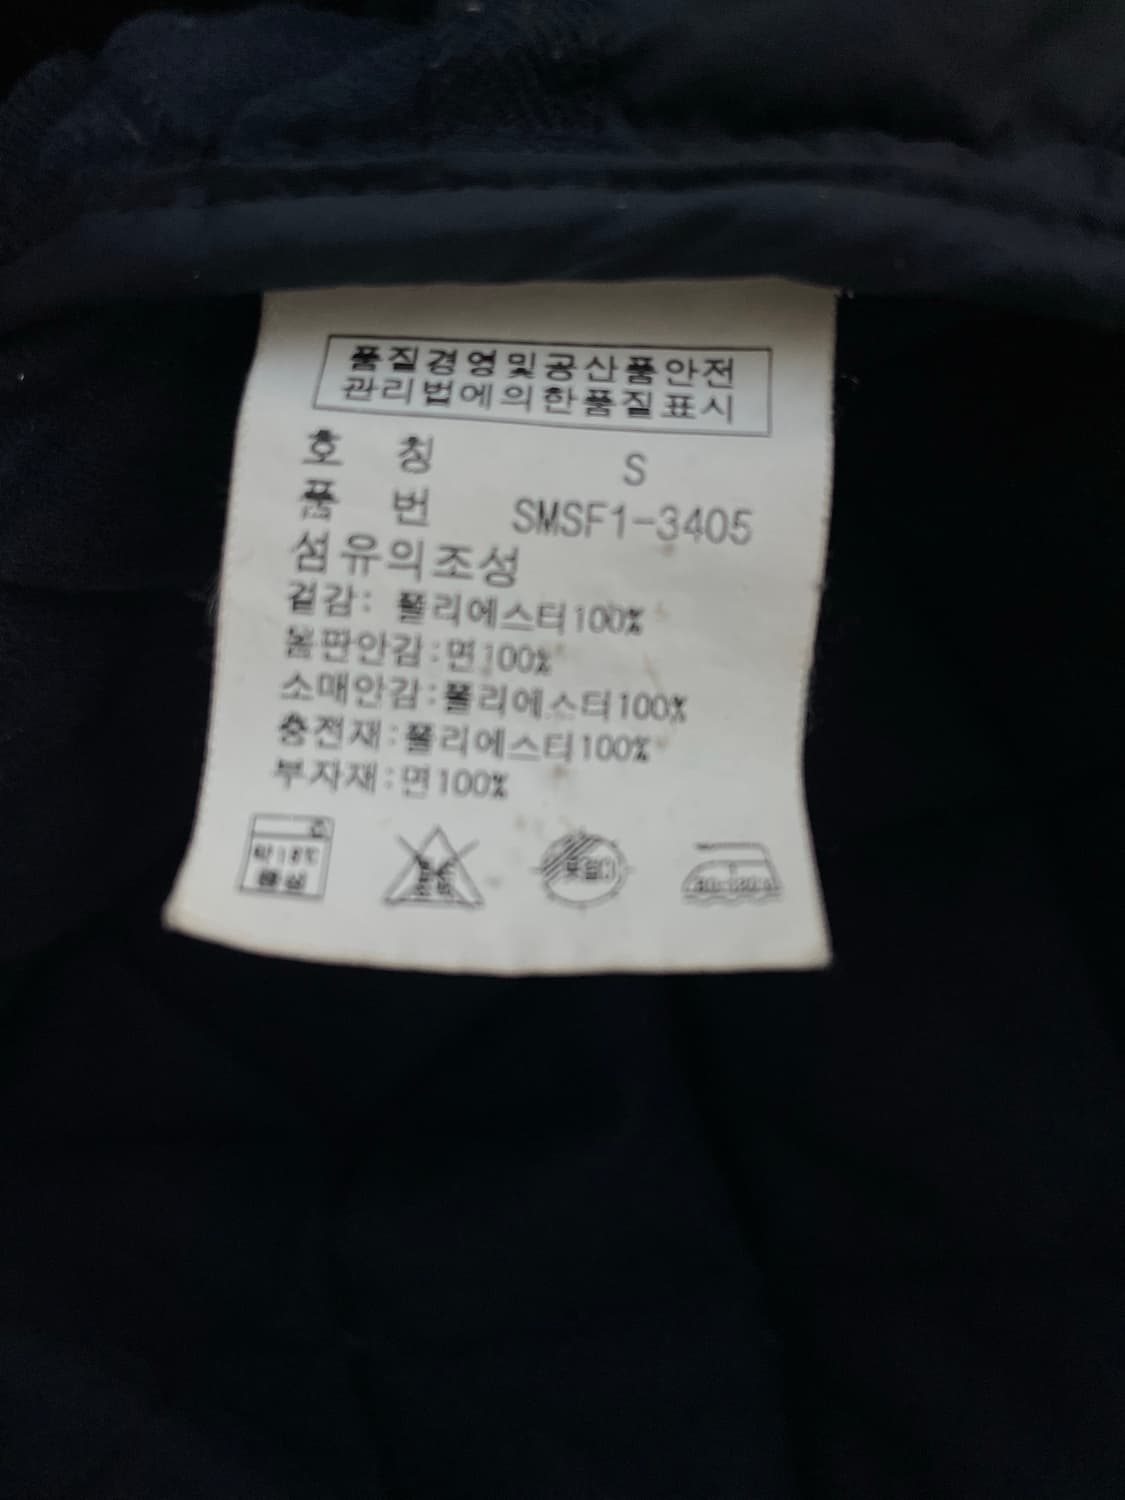 품질경영및공산품안전
관리법에의한품질표시
호 칭 S
품 번 SMSF1-3405
섬유의조성
겉감: 폴리에스터100%
몸판안감:면100%
소매안감:폴리에스터100%
충전재:폴리에스터100%
부자재:면100%
중성
80~120℃